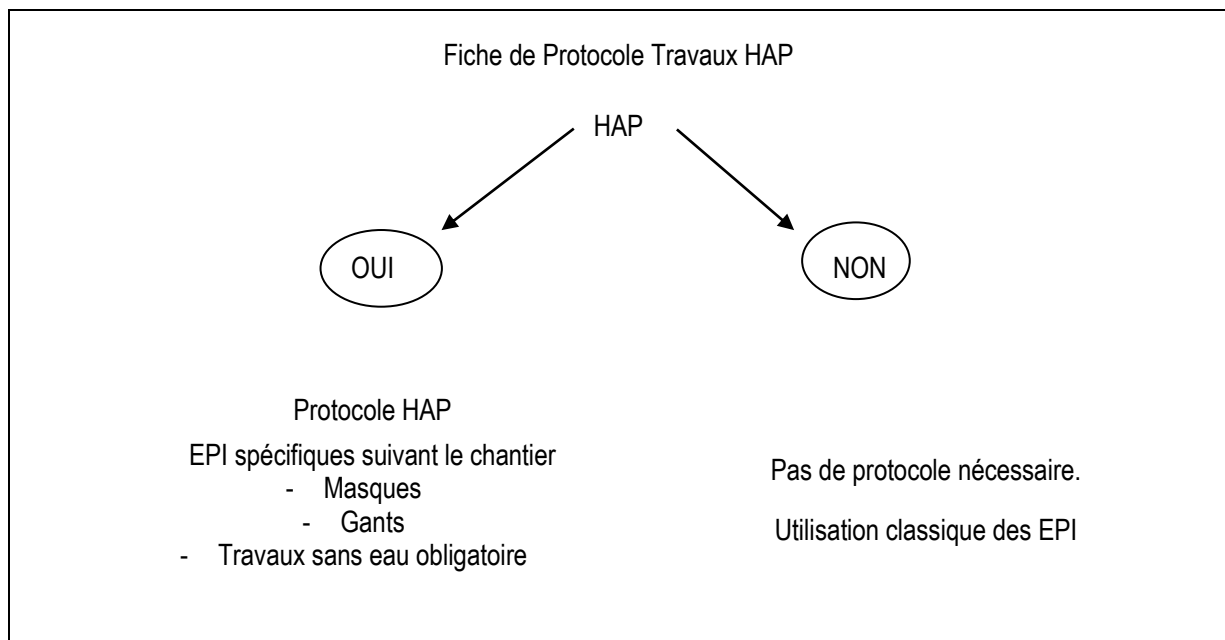 Fiche de Protocole Travaux HAP
HAP
OUI
NON
Protocole HAP
EPI spécifiques suivant le chantier
- Masques
- Gants
- Travaux sans eau obligatoire
Pas de protocole nécessaire.
Utilisation classique des EPI